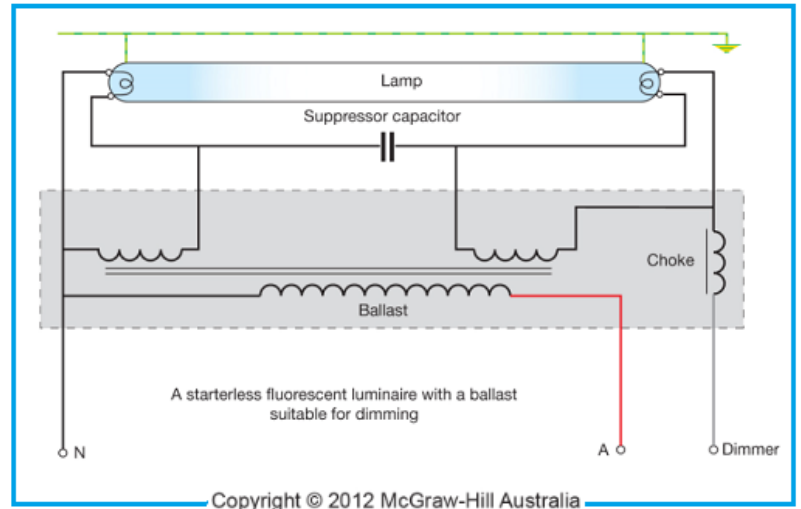 Lamp
Suppressor capacitor
Choke
Ballast
A starterless fluorescent luminaire with a ballast
suitable for dimming
N
A
Dimmer
Copyright © 2012 McGraw-Hill Australia